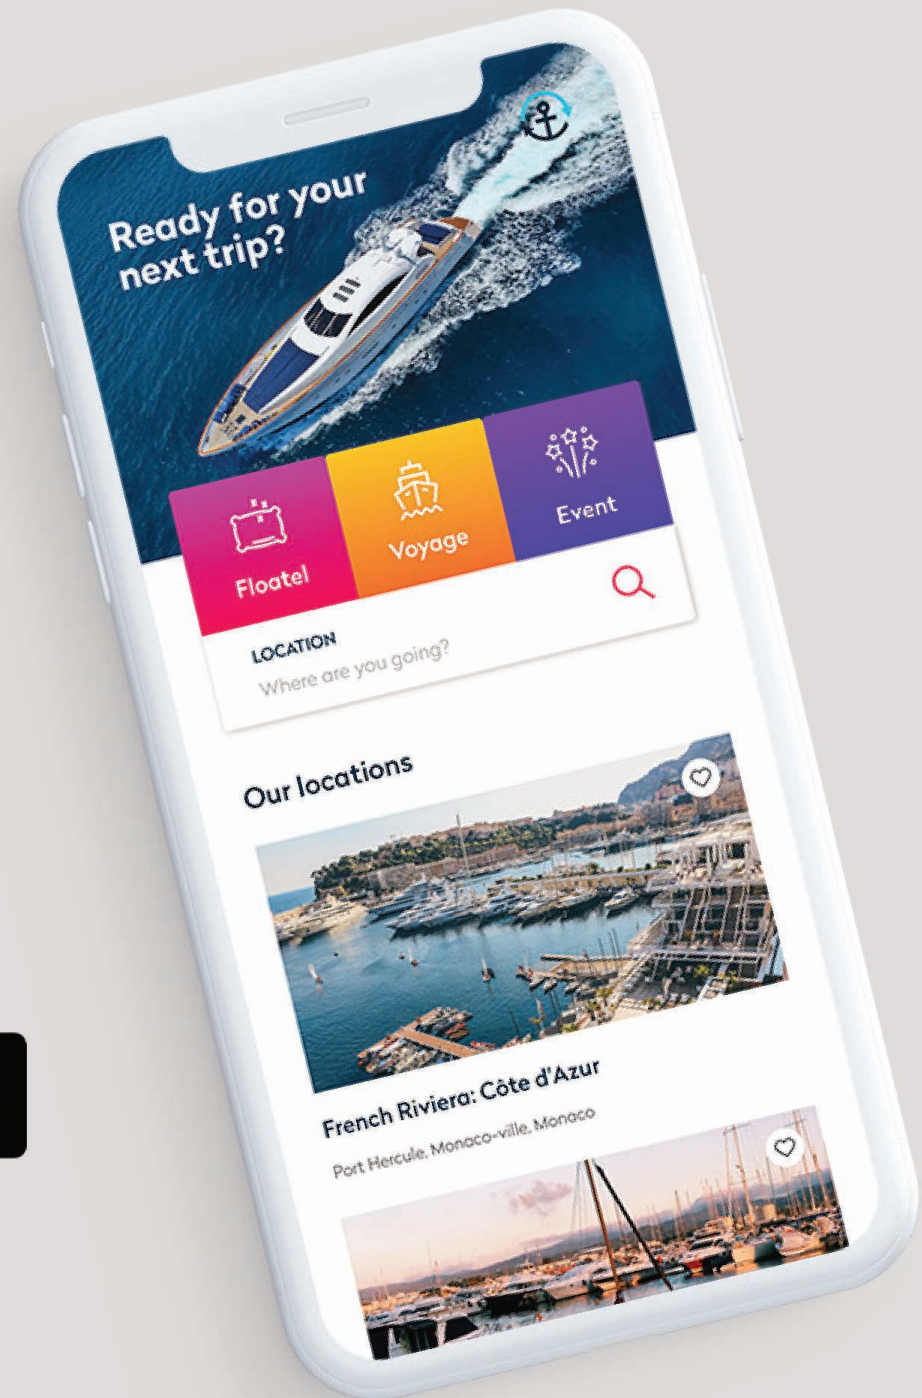 Ready for your
next trip?
Floatel
Voyage
Event
LOCATION
Where are you going?
Our locations
French Riviera: Côte d'Azur
Port Hercule, Monaco-ville, Monaco